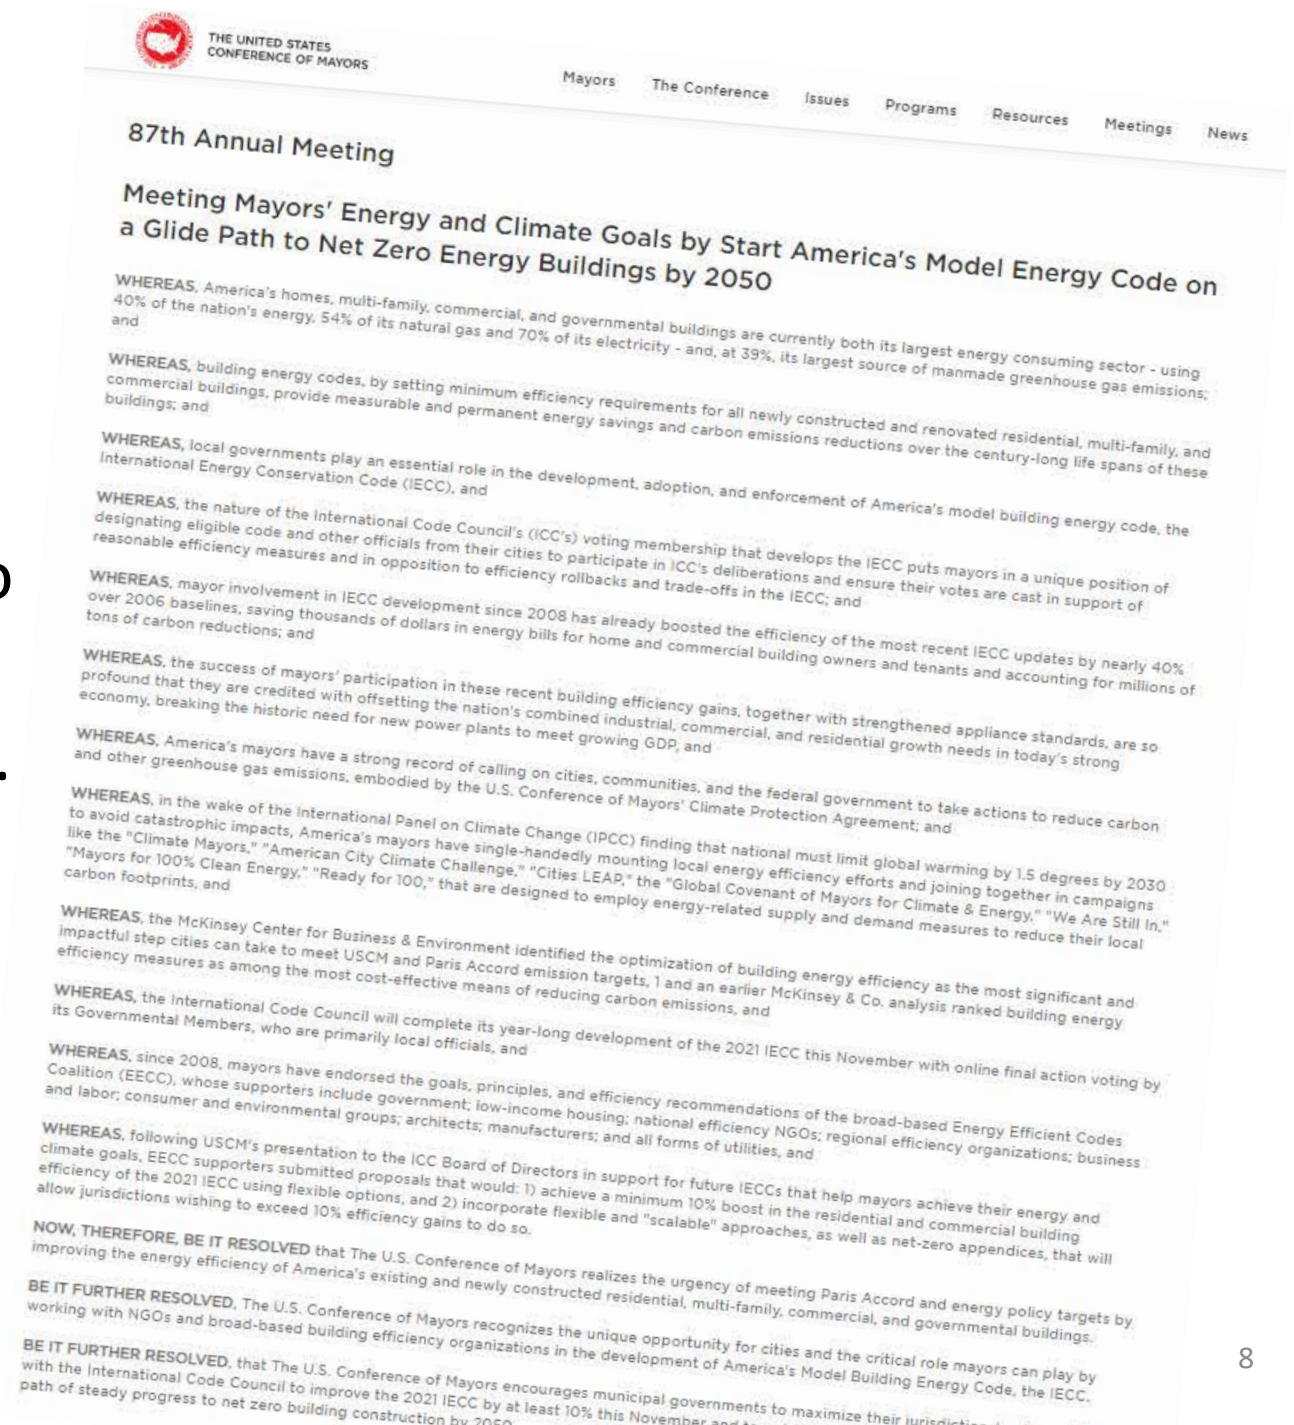 THE UNITED STATES
CONFERENCE OF MAYORS
Mayors The Conference Issues Programs Resources Meetings News
87th Annual Meeting
Meeting Mayors' Energy and Climate Goals by Start America's Model Energy Code on
a Glide Path to Net Zero Energy Buildings by 2050
WHEREAS, America's homes, multi-family, commercial, and governmental buildings are currently both its largest energy consuming sector - using
40% of the nation's energy, 54% of its natural gas and 70% of its electricity - and, at 39%, its largest source of manmade greenhouse gas emissions;
and
WHEREAS, building energy codes, by setting minimum efficiency requirements for all newly constructed and renovated residential, multi-family, and
commercial buildings, provide measurable and permanent energy savings and carbon emissions reductions over the century-long life spans of these
buildings; and
WHEREAS, local governments play an essential role in the development, adoption, and enforcement of America's model building energy code, the
International Energy Conservation Code (IECC), and
WHEREAS, the nature of the International Code Council's (ICC's) voting membership that develops the IECC puts mayors in a unique position of
designating eligible code and other officials from their cities to participate in ICC's deliberations and ensure their votes are cast in support of
reasonable efficiency measures and in opposition to efficiency rollbacks and trade-offs in the IECC; and
WHEREAS, mayor involvement in IECC development since 2008 has already boosted the efficiency of the most recent IECC updates by nearly 40%
over 2006 baselines, saving thousands of dollars in energy bills for home and commercial building owners and tenants and accounting for millions of
tons of carbon reductions; and
WHEREAS, the success of mayors' participation in these recent building efficiency gains, together with strengthened appliance standards, are so
profound that they are credited with offsetting the nation's combined industrial, commercial, and residential growth needs in today's strong
economy, breaking the historic need for new power plants to meet growing GDP, and
WHEREAS, America's mayors have a strong record of calling on cities, communities, and the federal government to take actions to reduce carbon
and other greenhouse gas emissions, embodied by the U.S. Conference of Mayors' Climate Protection Agreement; and
WHEREAS, in the wake of the International Panel on Climate Change (IPCC) finding that national must limit global warming by 1.5 degrees by 2030
to avoid catastrophic impacts, America's mayors have single-handedly mounting local energy efficiency efforts and joining together in campaigns
like the "Climate Mayors," "American City Climate Challenge," "Cities LEAP," the "Global Covenant of Mayors for Climate & Energy," "We Are Still In,"
"Mayors for 100% Clean Energy," "Ready for 100," that are designed to employ energy-related supply and demand measures to reduce their local
carbon footprints, and
WHEREAS, the McKinsey Center for Business & Environment identified the optimization of building energy efficiency as the most significant and
impactful step cities can take to meet USCM and Paris Accord emission targets, 1 and an earlier McKinsey & Co. analysis ranked building energy
efficiency measures as among the most cost-effective means of reducing carbon emissions, and
WHEREAS, the International Code Council will complete its year-long development of the 2021 IECC this November with online final action voting by
its Governmental Members, who are primarily local officials, and
WHEREAS, since 2008, mayors have endorsed the goals, principles, and efficiency recommendations of the broad-based Energy Efficient Codes
Coalition (EECC), whose supporters include government; low-income housing; national efficiency NGOs; regional efficiency organizations; business
and labor; consumer and environmental groups; architects; manufacturers; and all forms of utilities, and
WHEREAS, following USCM's presentation to the ICC Board of Directors in support for future IECCs that help mayors achieve their energy and
climate goals, EECC supporters submitted proposals that would: 1) achieve a minimum 10% boost in the residential and commercial building
efficiency of the 2021 IECC using flexible options, and 2) incorporate flexible and "scalable" approaches, as well as net-zero appendices, that will
allow jurisdictions wishing to exceed 10% efficiency gains to do so.
NOW, THEREFORE, BE IT RESOLVED that The U.S. Conference of Mayors realizes the urgency of meeting Paris Accord and energy policy targets by
improving the energy efficiency of America's existing and newly constructed residential, multi-family, commercial, and governmental buildings.
BE IT FURTHER RESOLVED, The U.S. Conference of Mayors recognizes the unique opportunity for cities and the critical role mayors can play by
working with NGOs and broad-based building efficiency organizations in the development of America's Model Building Energy Code, the IECC.
BE IT FURTHER RESOLVED, that The U.S. Conference of Mayors encourages municipal governments to maximize their
with the International Code Council to improve the 2021 IECC by at least 10% this November and
path of steady progress to net zero building construction by 2050
8